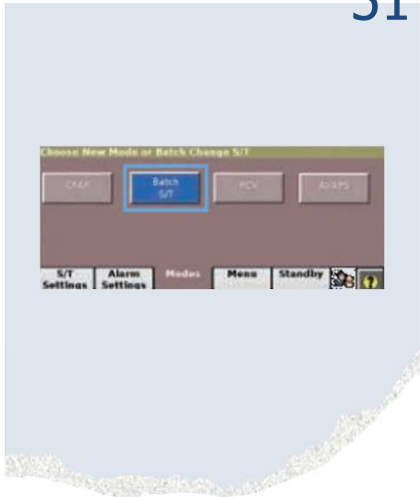 51
Choose New Mode or Batch Change S/T
CPAP
Batch
S/T
PCV
AVAPS
S/T
Settings
Alarm
Settings
Modes
Menu
Standby
?